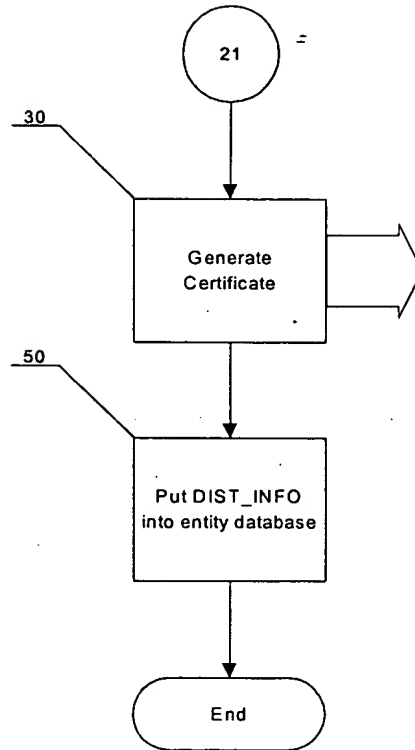 21
30
Generate
Certificate
50
Put DIST_INFO
into entity database
End